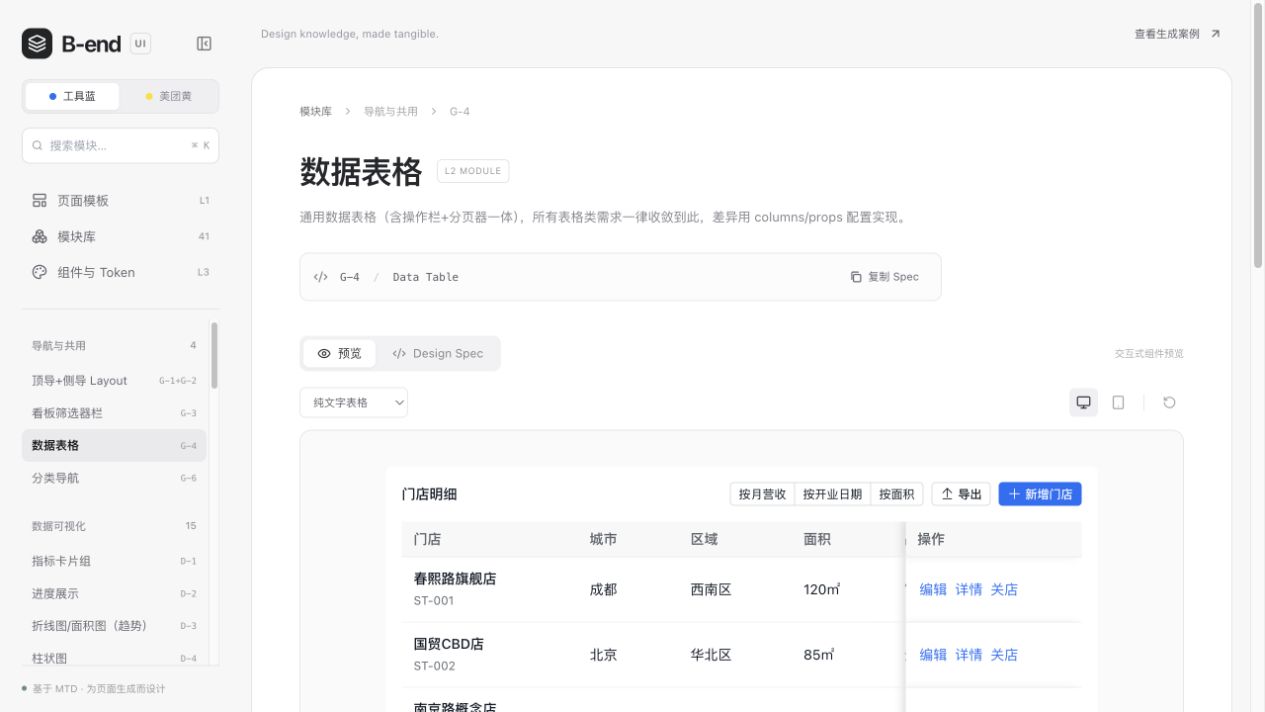 B-end UI
Design knowledge, made tangible.
查看生成案例
工具蓝 美团黄
搜索模块... ⌘ K
页面模板 L1
模块库 41
组件与 Token L3
导航与共用 4
顶导+侧导 Layout G-1+G-2
看板筛选器栏 G-3
数据表格 G-4
分类导航 G-6
数据可视化 15
指标卡片组 D-1
进度展示 D-2
折线图/面积图（趋势） D-3
柱状图 D-4
基于 MTD · 为页面生成而设计
模块库 > 导航与共用 > G-4
数据表格 L2 MODULE
通用数据表格（含操作栏+分页器一体），所有表格类需求一律收敛到此，差异用 columns/props 配置实现。
</> G-4 / Data Table 复制 Spec
预览 </> Design Spec 交互式组件预览
纯文字表格
门店明细 按月营收 按开业日期 按面积 导出 新增门店
门店 城市 区域 面积 操作
春熙路旗舰店
ST-001
成都 西南区 120㎡ 编辑 详情 关店
国贸CBD店
ST-002
北京 华北区 85㎡ 编辑 详情 关店
南京路概念店